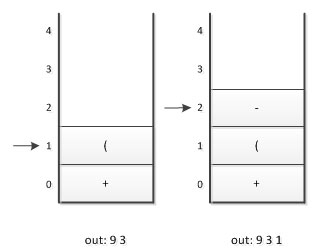 4 4
3 3
2 2 -
1 ( 1 (
0 + 0 +
out: 9 3 out: 9 3 1